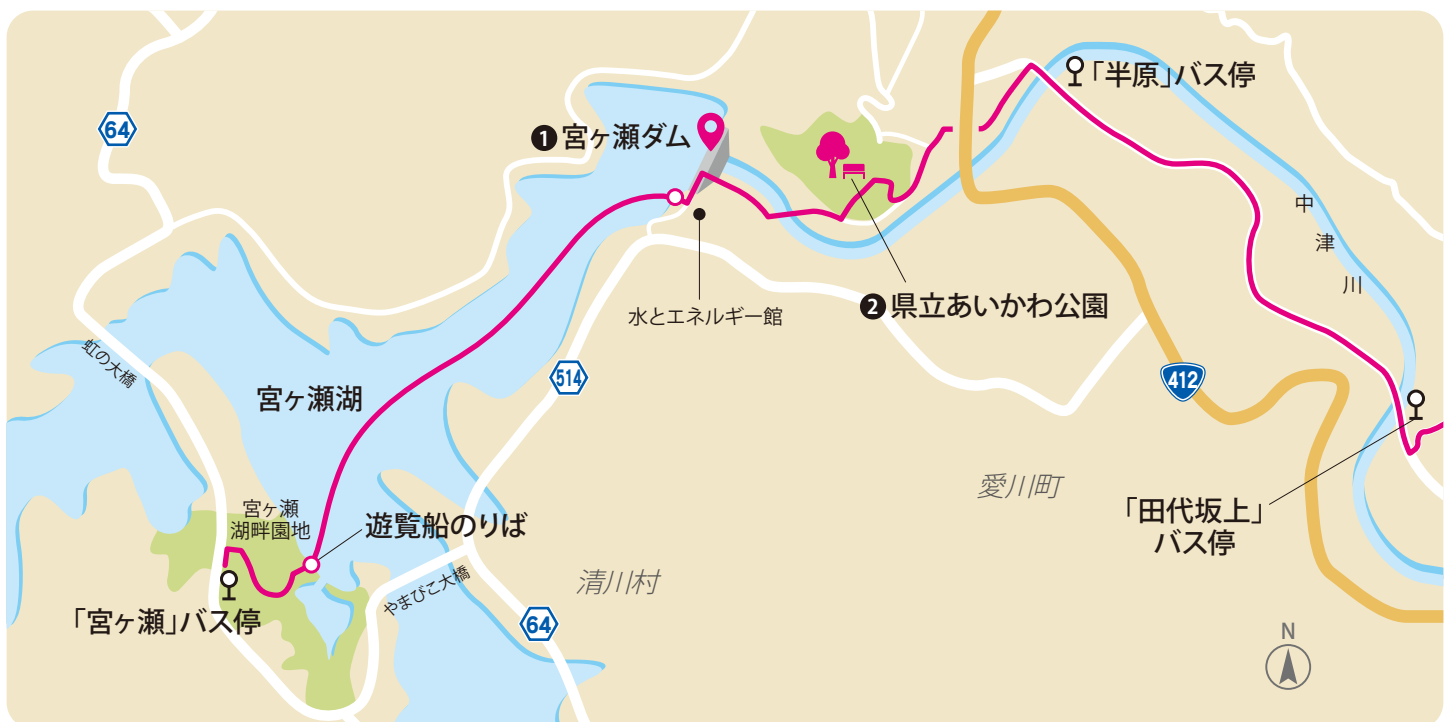 「半原」バス停
64
❶宮ヶ瀬ダム
中津川
❷県立あいかわ公園
水とエネルギー館
虹の大橋
514
412
宮ヶ瀬湖
愛川町
「田代坂上」
バス停
宮ヶ瀬
湖畔園地
遊覧船のりば
清川村
やまびこ大橋
「宮ヶ瀬」バス停
64
N